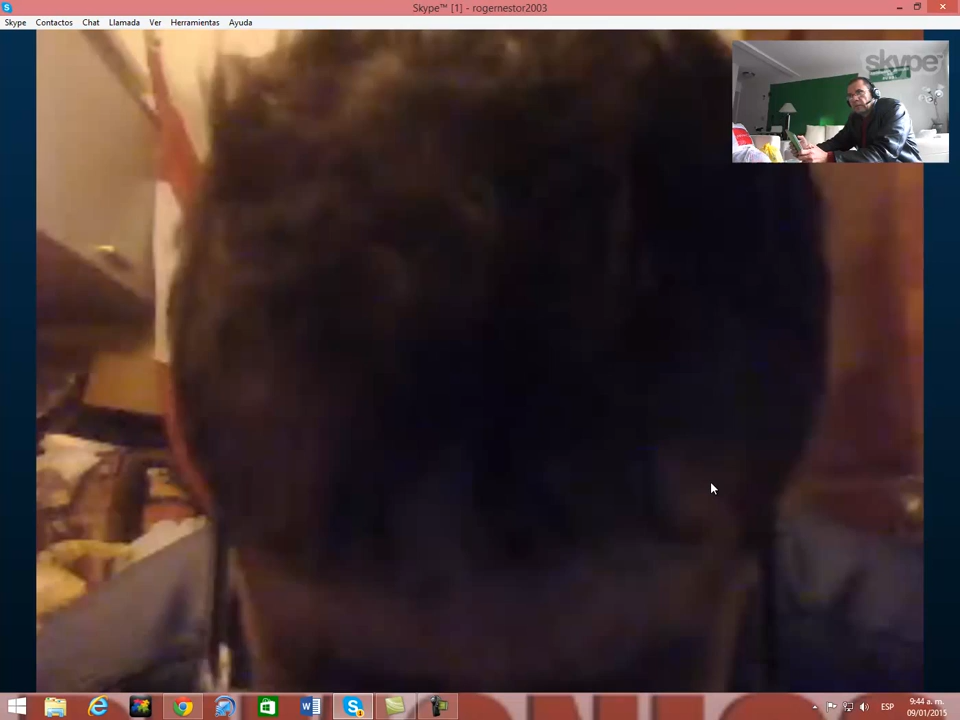 Skype™ [1] - rogernestor2003
Skype Contactos Chat Llamada Ver Herramientas Ayuda
skype
ESP
9:44 a. m.
09/01/2015